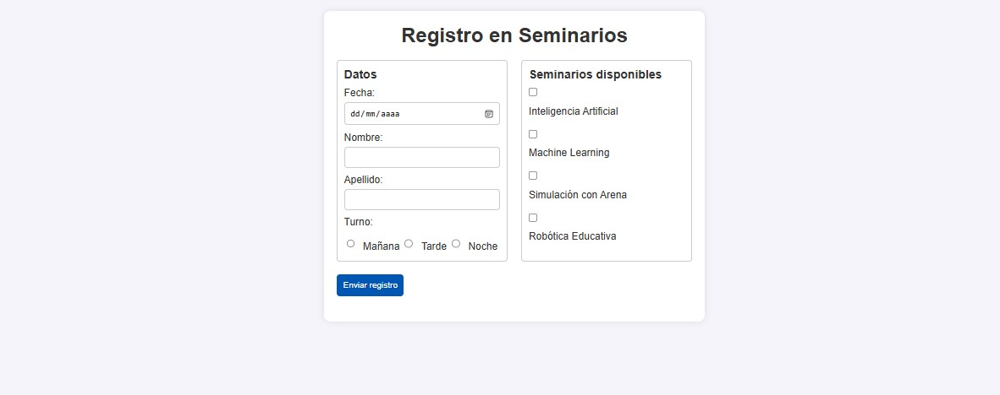 Registro en Seminarios
Datos
Fecha:
dd/mm/aaaa
Nombre:
Apellido:
Turno:
Mañana Tarde Noche
Seminarios disponibles
Inteligencia Artificial
Machine Learning
Simulación con Arena
Robótica Educativa
Enviar registro